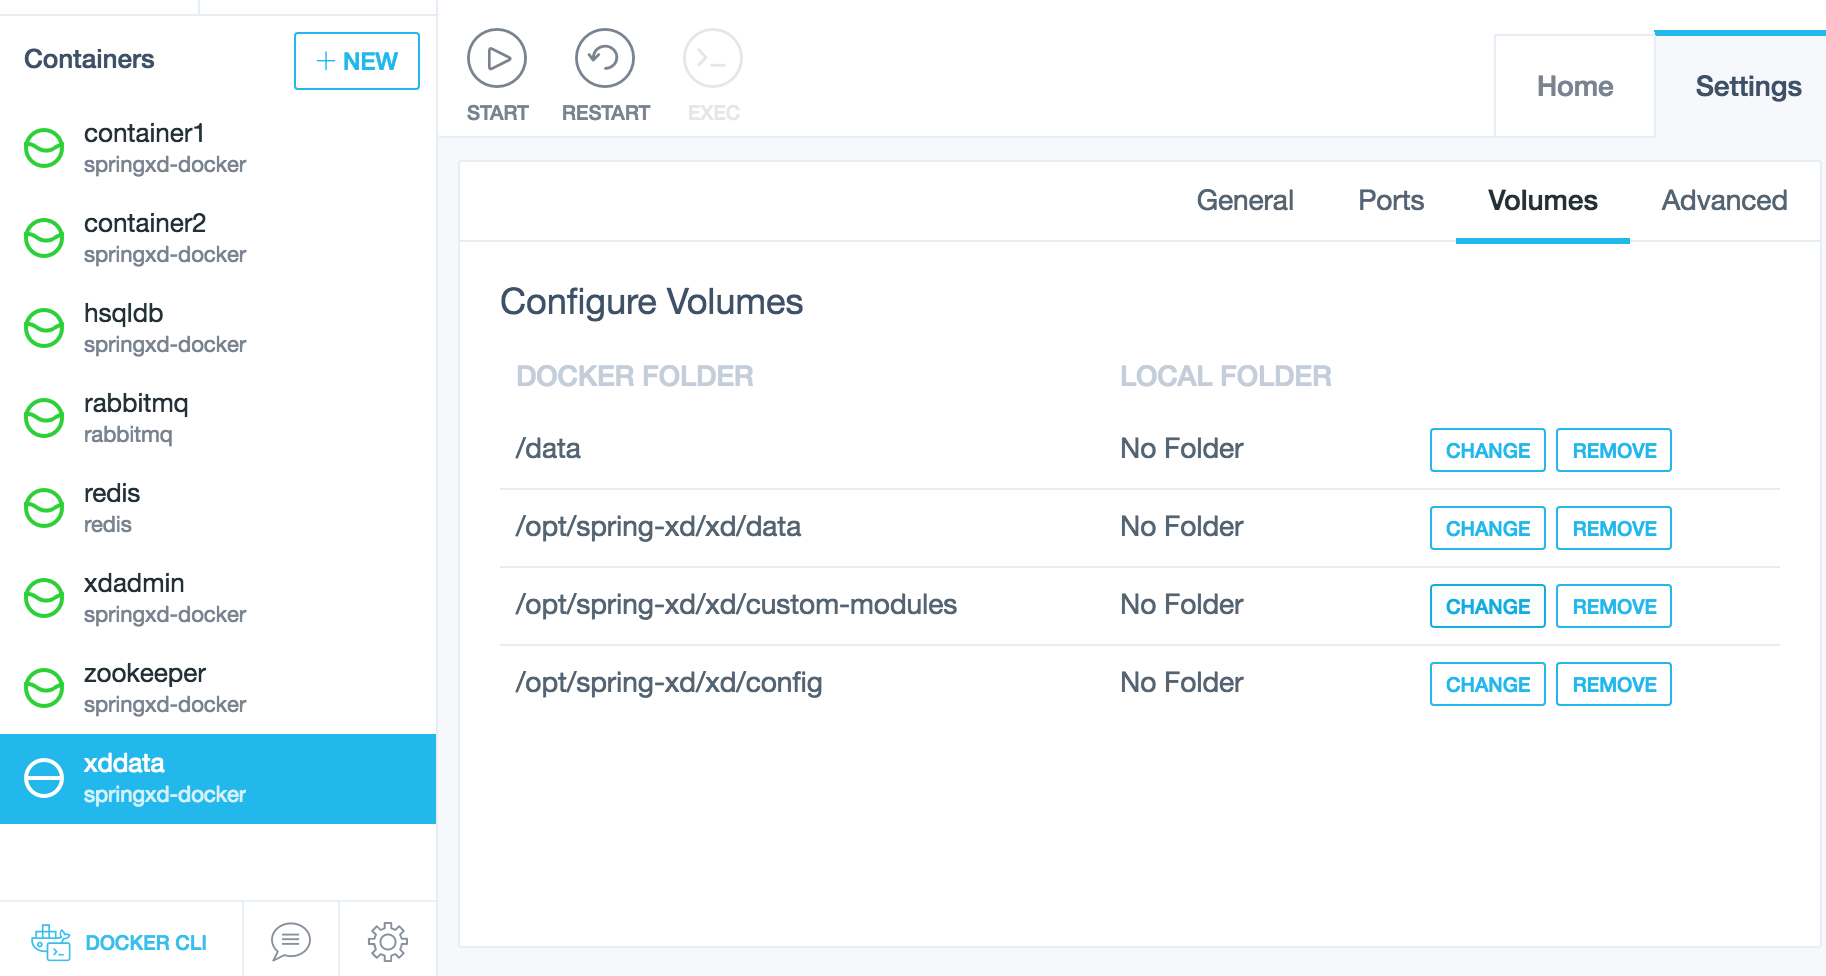 Containers
+ NEW
container1
springxd-docker
container2
springxd-docker
hsqldb
springxd-docker
rabbitmq
rabbitmq
redis
redis
xdadmin
springxd-docker
zookeeper
springxd-docker
xddata
springxd-docker
DOCKER CLI
START RESTART EXEC
Home Settings
General Ports Volumes Advanced
Configure Volumes
DOCKER FOLDER LOCAL FOLDER
/data No Folder CHANGE REMOVE
/opt/spring-xd/xd/data No Folder CHANGE REMOVE
/opt/spring-xd/xd/custom-modules No Folder CHANGE REMOVE
/opt/spring-xd/xd/config No Folder CHANGE REMOVE